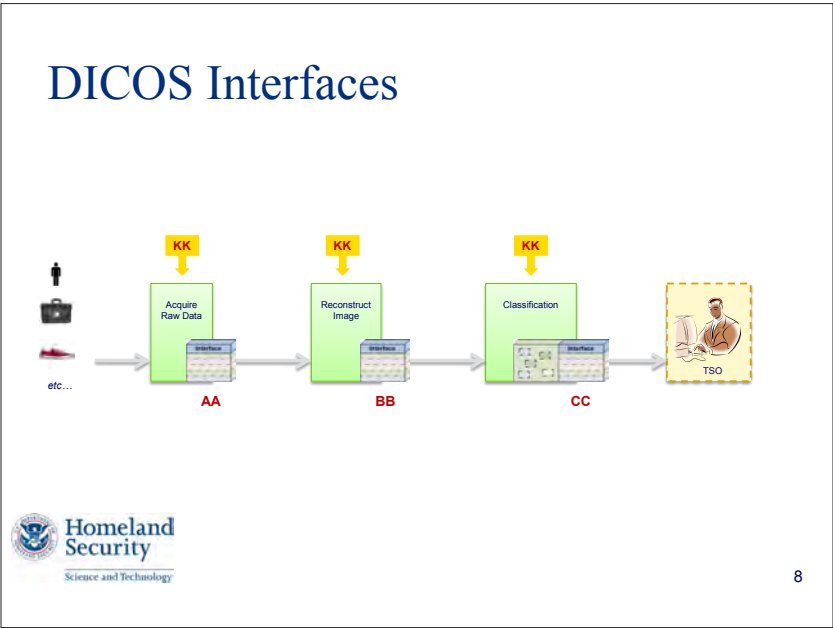 DICOS Interfaces
KK
KK
KK
Acquire
Raw Data
Reconstruct
Image
Classification
Interface
Interface
Interface
TSO
etc…
AA
BB
CC
Homeland
Security
Science and Technology
8